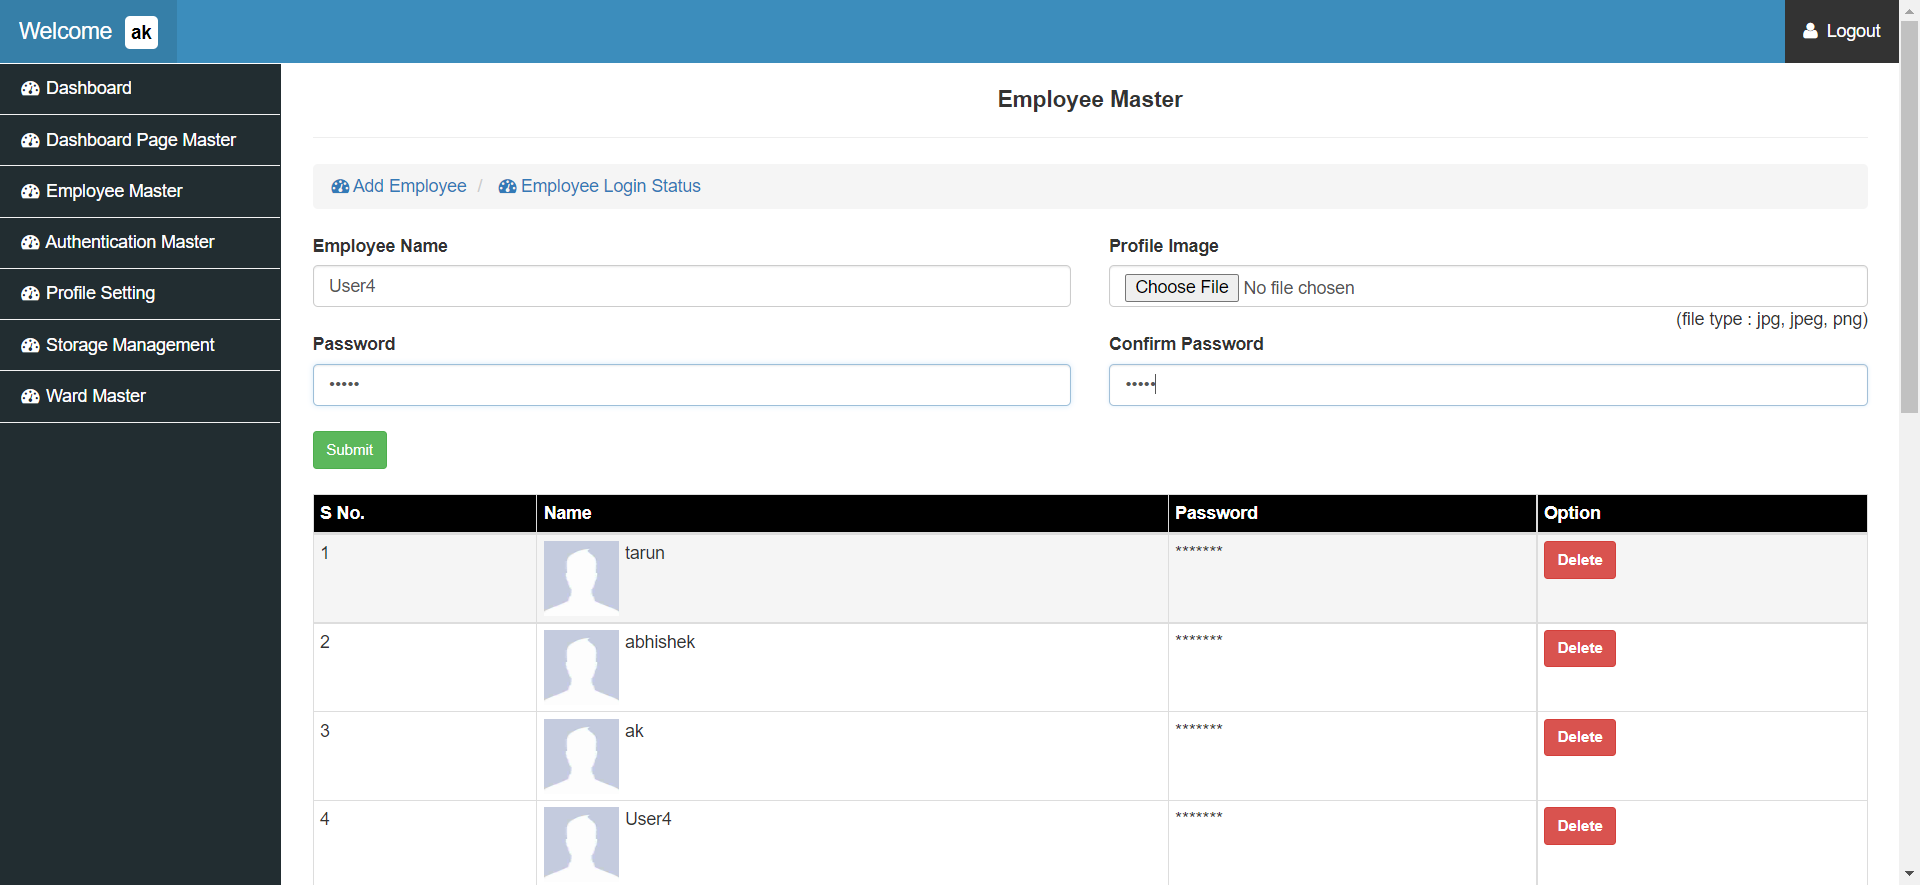 Welcome ak
Logout
Dashboard
Dashboard Page Master
Employee Master
Authentication Master
Profile Setting
Storage Management
Ward Master
Employee Master
Add Employee / Employee Login Status
Employee Name
User4
Profile Image
Choose File No file chosen
(file type : jpg, jpeg, png)
Password
•••••
Confirm Password
•••••
Submit
S No. Name Password Option
1 tarun ******* Delete
2 abhishek ******* Delete
3 ak ******* Delete
4 User4 ******* Delete